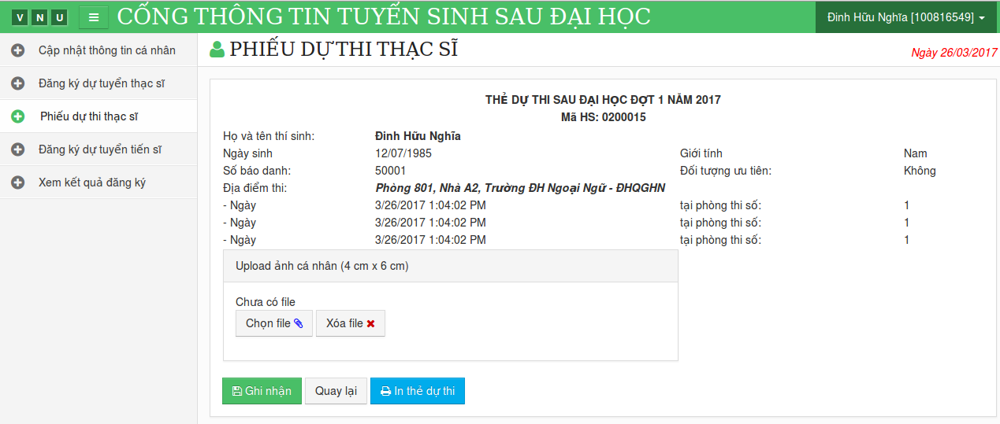 VNU CỔNG THÔNG TIN TUYỂN SINH SAU ĐẠI HỌC Đinh Hữu Nghĩa [100816549]
Cập nhật thông tin cá nhân
Đăng ký dự tuyển thạc sĩ
Phiếu dự thi thạc sĩ
Đăng ký dự tuyển tiến sĩ
Xem kết quả đăng ký
PHIẾU DỰ THI THẠC SĨ Ngày 26/03/2017
THẺ DỰ THI SAU ĐẠI HỌC ĐỢT 1 NĂM 2017
Mã HS: 0200015
Họ và tên thí sinh: Đinh Hữu Nghĩa
Ngày sinh 12/07/1985 Giới tính Nam
Số báo danh: 50001 Đối tượng ưu tiên: Không
Địa điểm thi: Phòng 801, Nhà A2, Trường ĐH Ngoại Ngữ - ĐHQGHN
- Ngày 3/26/2017 1:04:02 PM tại phòng thi số: 1
- Ngày 3/26/2017 1:04:02 PM tại phòng thi số: 1
- Ngày 3/26/2017 1:04:02 PM tại phòng thi số: 1
Upload ảnh cá nhân (4 cm x 6 cm)
Chưa có file
Chọn file Xóa file
Ghi nhận Quay lại In thẻ dự thi